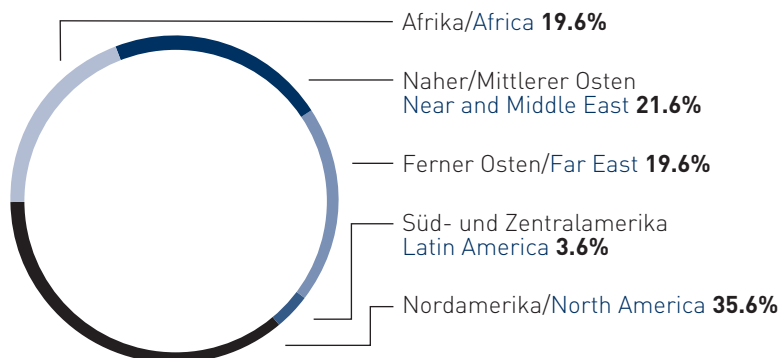 Afrika/Africa 19.6%
Naher/Mittlerer Osten
Near and Middle East 21.6%
Ferner Osten/Far East 19.6%
Süd- und Zentralamerika
Latin America 3.6%
Nordamerika/North America 35.6%